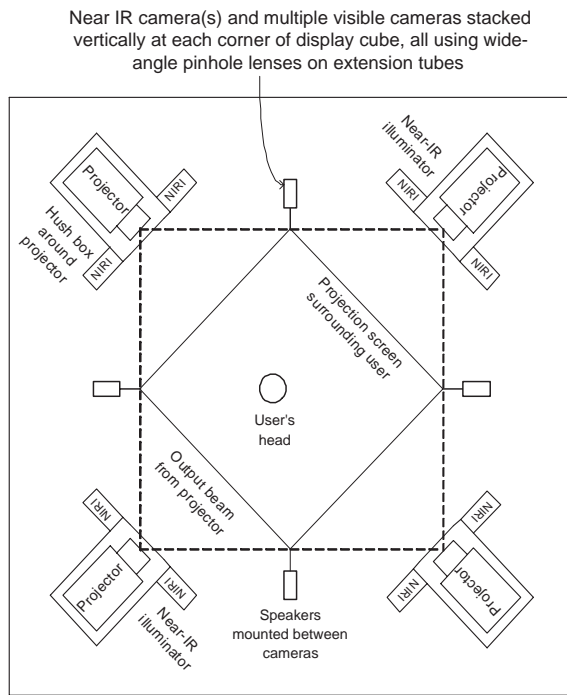 Near IR camera(s) and multiple visible cameras stacked
vertically at each corner of display cube, all using wide-
angle pinhole lenses on extension tubes
Projector
NIRI
NIRI
Hush box
around
projector
Near-IR
illuminator
NIRI
Projector
NIRI
Projection screen
surrounding user
User's
head
Output beam
from projector
NIRI
Projector
NIRI
Near-IR
illuminator
Speakers
mounted between
cameras
NIRI
Projector
NIRI